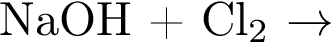 NaOH + Cl₂ →